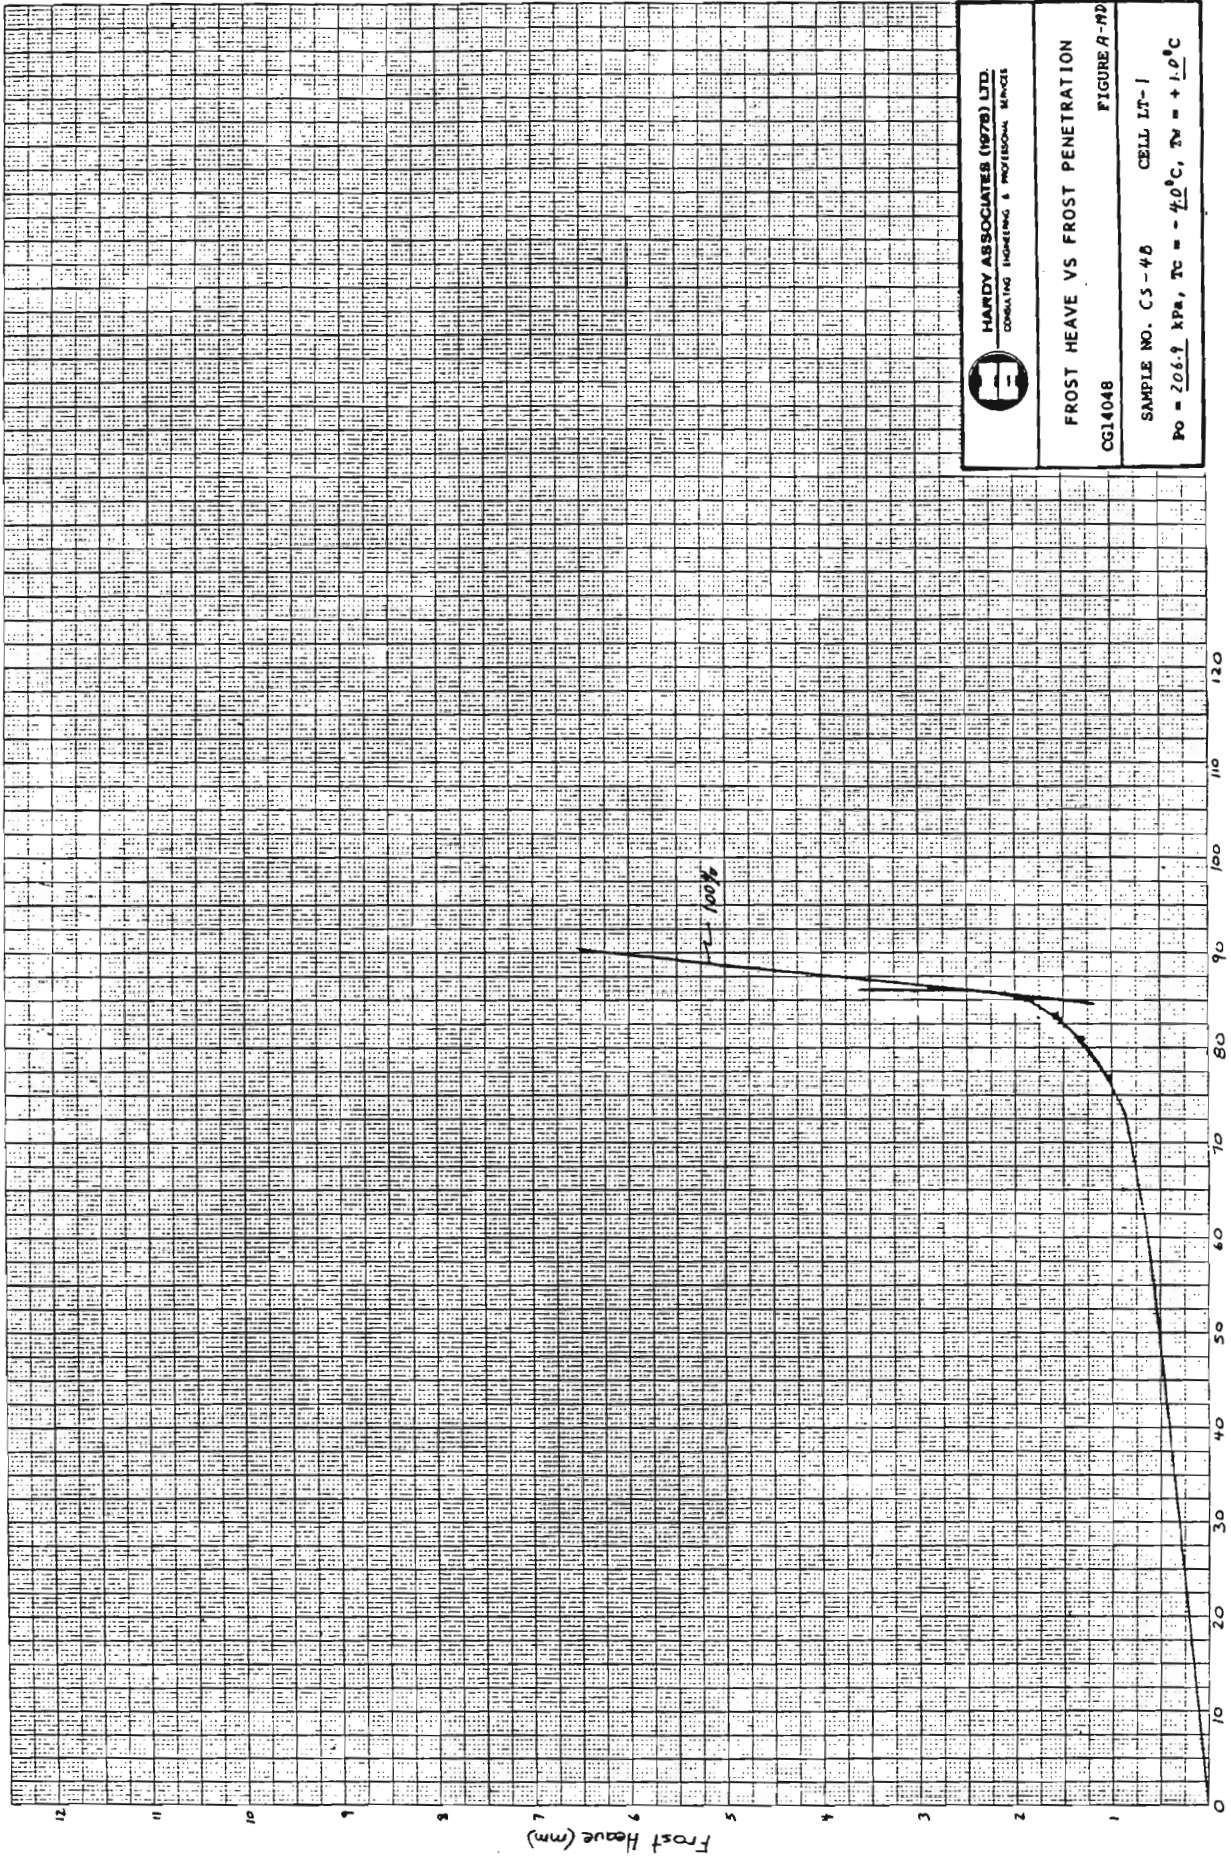 HARDY ASSOCIATES (1978) LTD.
CONSULTING ENGINEERING & PROFESSIONAL SERVICES
FROST HEAVE VS FROST PENETRATION
CG14048 FIGURE A-19D
SAMPLE NO. CS-4B CELL LT-1
Po = 206.9 kPa, Tc = -4.0°C, Tw = +1.0°C
Frost Heave (mm)
12
11
10
9
8
7
6
5
4
3
2
1
100%
0 10 20 30 40 50 60 70 80 90 100 110 120